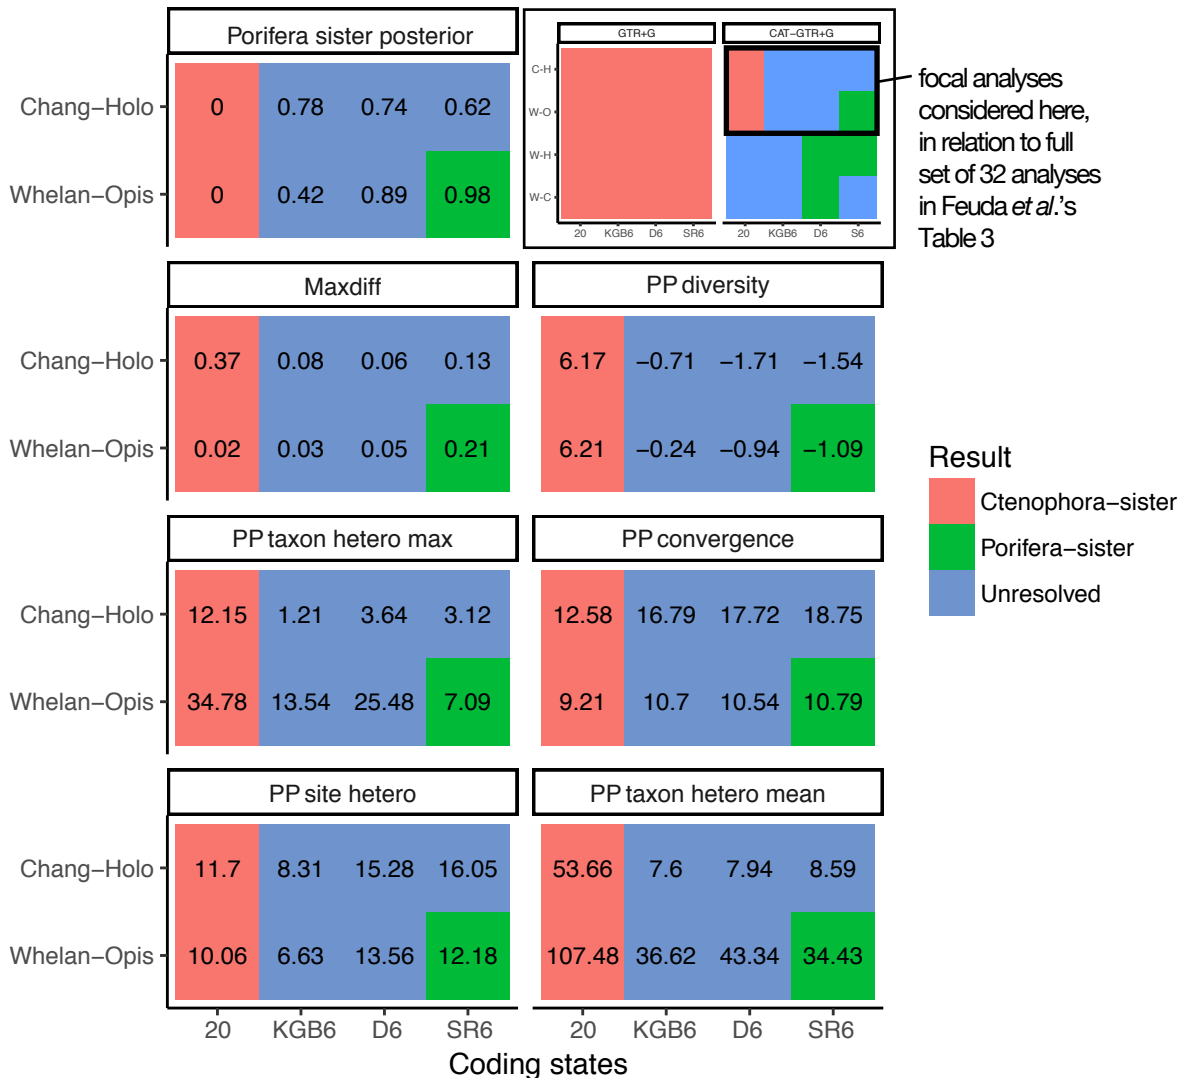 Porifera sister posterior
Chang−Holo 0 0.78 0.74 0.62
Whelan−Opis 0 0.42 0.89 0.98
GTR+G CAT−GTR+G
C-H
W-O
W-H
W-C
20 KGB6 D6 SR6 20 KGB6 D6 S6
focal analyses
considered here,
in relation to full
set of 32 analyses
in Feuda et al.'s
Table 3
Maxdiff PP diversity
Chang−Holo 0.37 0.08 0.06 0.13 6.17 −0.71 −1.71 −1.54
Whelan−Opis 0.02 0.03 0.05 0.21 6.21 −0.24 −0.94 −1.09
PP taxon hetero max PP convergence
Chang−Holo 12.15 1.21 3.64 3.12 12.58 16.79 17.72 18.75
Whelan−Opis 34.78 13.54 25.48 7.09 9.21 10.7 10.54 10.79
PP site hetero PP taxon hetero mean
Chang−Holo 11.7 8.31 15.28 16.05 53.66 7.6 7.94 8.59
Whelan−Opis 10.06 6.63 13.56 12.18 107.48 36.62 43.34 34.43
20 KGB6 D6 SR6 20 KGB6 D6 SR6
Coding states
Result
Ctenophora−sister
Porifera−sister
Unresolved